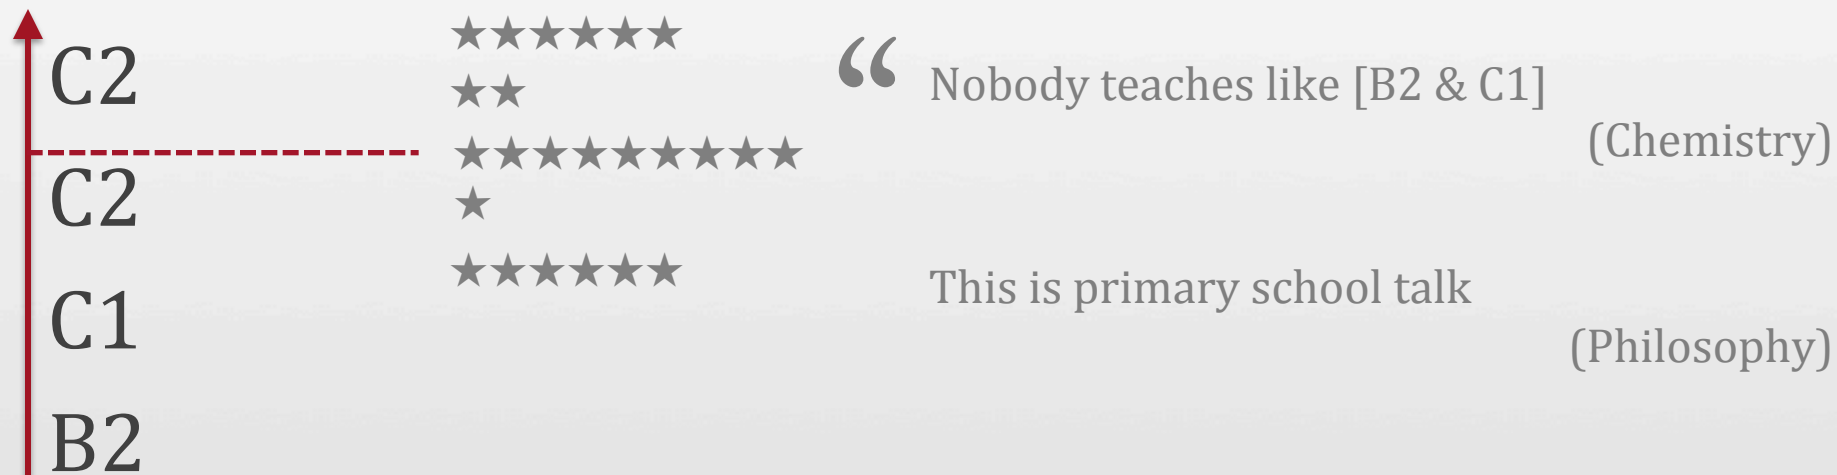 C2
★★★★★★
★★
“ Nobody teaches like [B2 & C1]
(Chemistry)
★★★★★★★★★
C2
★
★★★★★★
This is primary school talk
C1
(Philosophy)
B2